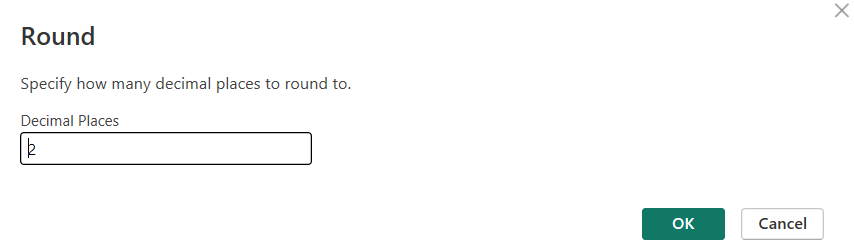 Round
Specify how many decimal places to round to.
Decimal Places
2
OK
Cancel